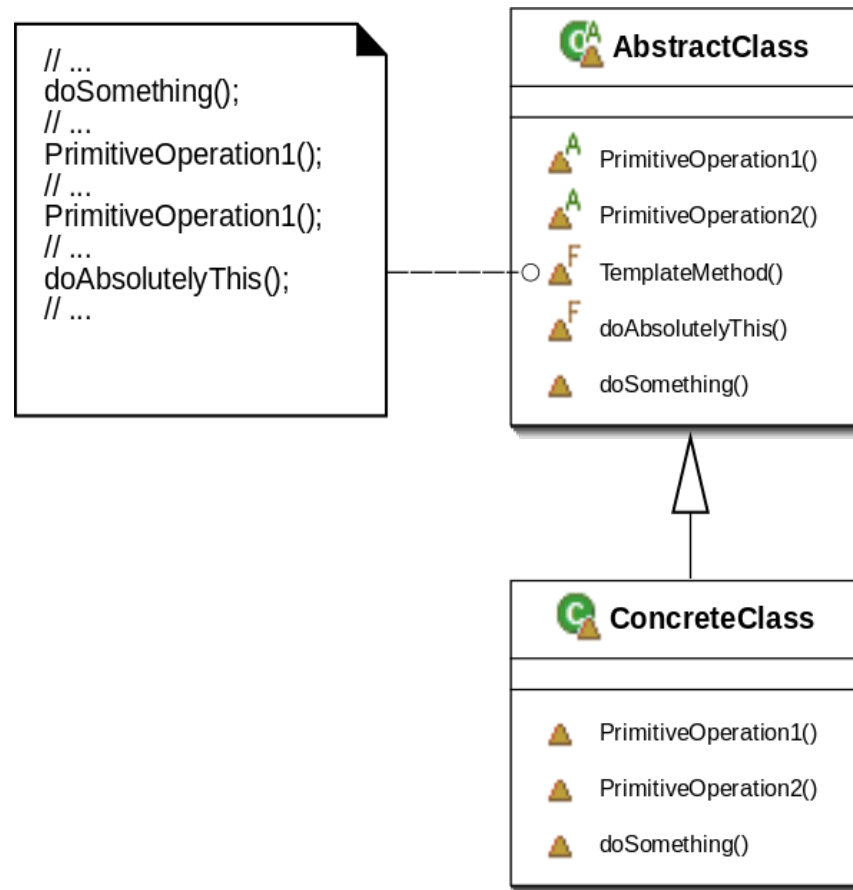 // ...
doSomething();
// ...
PrimitiveOperation1();
// ...
PrimitiveOperation1();
// ...
doAbsolutelyThis();
// ...
C A AbstractClass
A PrimitiveOperation1()
A PrimitiveOperation2()
F TemplateMethod()
F doAbsolutelyThis()
doSomething()
C ConcreteClass
PrimitiveOperation1()
PrimitiveOperation2()
doSomething()